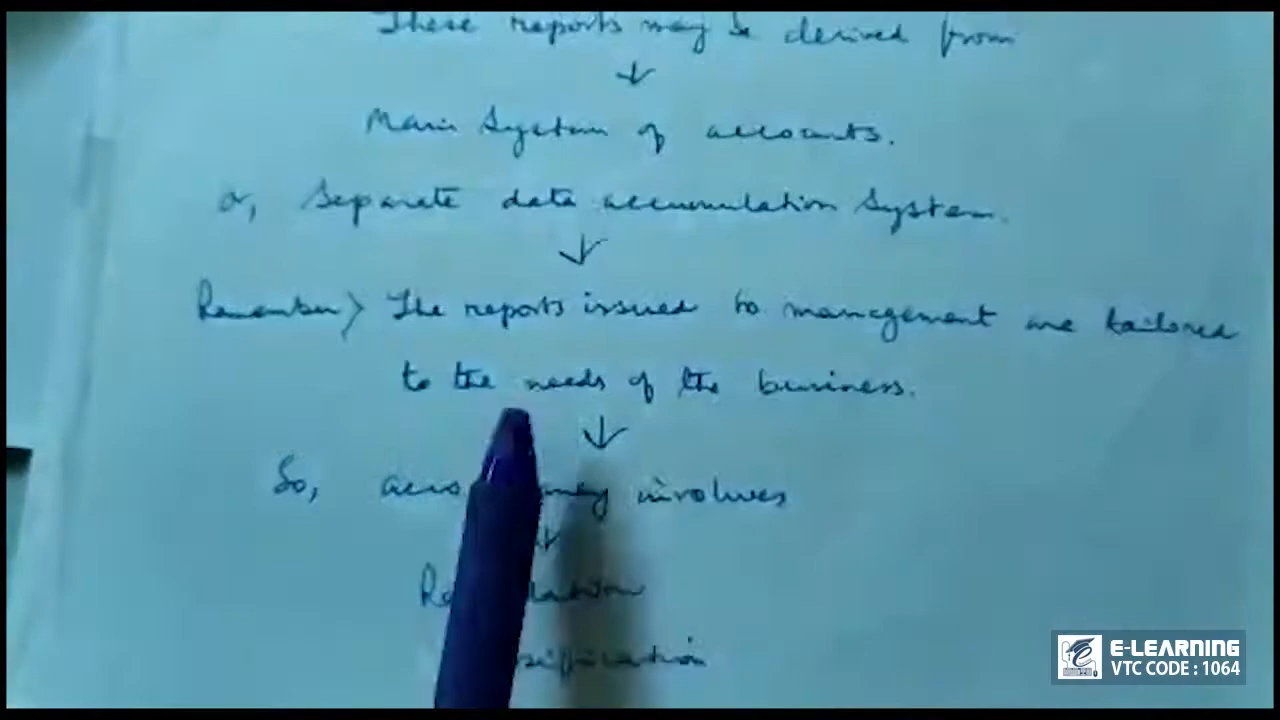 These reports may be derived from
↓
Main System of accounts.
or, Separate data accumulation System.
↓
Remember> The reports issued to management are tailored
to the needs of the business.
↓
So, involves
↓
E-LEARNING
VTC CODE : 1064